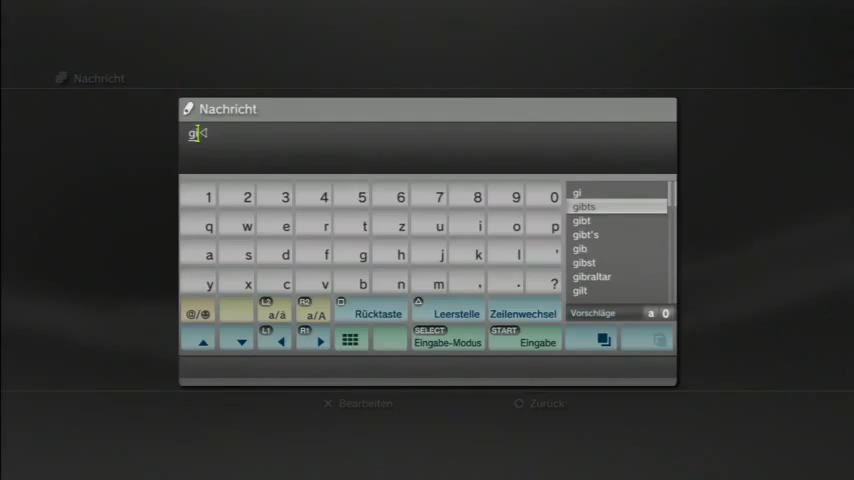 Nachricht
Nachricht
gi
1 2 3 4 5 6 7 8 9 0
q w e r t z u i o p
a s d f g h j k l '
y x c v b n m , . ?
@/☻ L2 a/ä R2 a/A Rücktaste Leerstelle Zeilenwechsel
L1 R1 SELECT Eingabe-Modus START Eingabe
gi
gibts
gibt
gibt's
gib
gibst
gibraltar
gilt
Vorschläge a 0
Bearbeiten Zurück